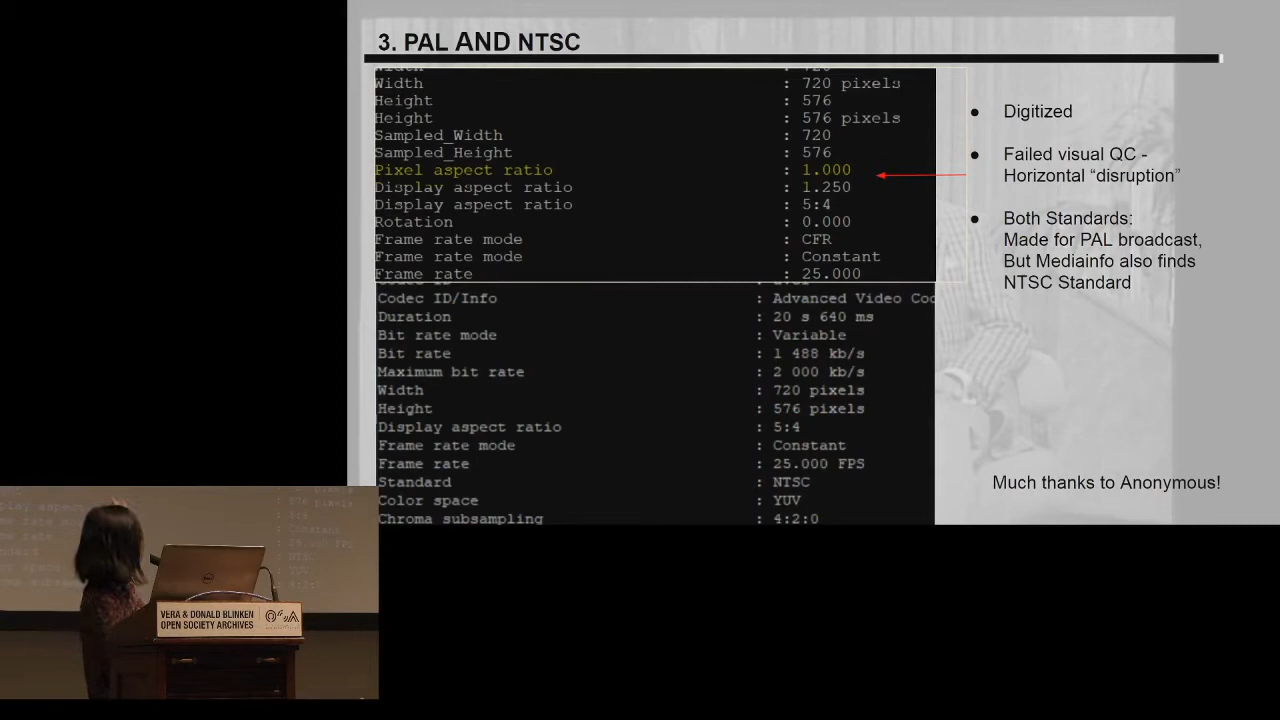 3. PAL AND NTSC
Width : 720
Width : 720 pixels
Height : 576
Height : 576 pixels
Sampled_Width : 720
Sampled_Height : 576
Pixel aspect ratio : 1.000
Display aspect ratio : 1.250
Display aspect ratio : 5:4
Rotation : 0.000
Frame rate mode : CFR
Frame rate mode : Constant
Frame rate : 25.000
Codec ID/Info : Advanced Video Coc
Duration : 20 s 640 ms
Bit rate mode : Variable
Bit rate : 1 488 kb/s
Maximum bit rate : 2 000 kb/s
Width : 720 pixels
Height : 576 pixels
Display aspect ratio : 5:4
Frame rate mode : Constant
Frame rate : 25.000 FPS
Standard : NTSC
Color space : YUV
Chroma subsampling : 4:2:0
● Digitized
● Failed visual QC -
Horizontal “disruption”
● Both Standards:
Made for PAL broadcast,
But Mediainfo also finds
NTSC Standard
Much thanks to Anonymous!
VERA & DONALD BLINKEN
OPEN SOCIETY ARCHIVES